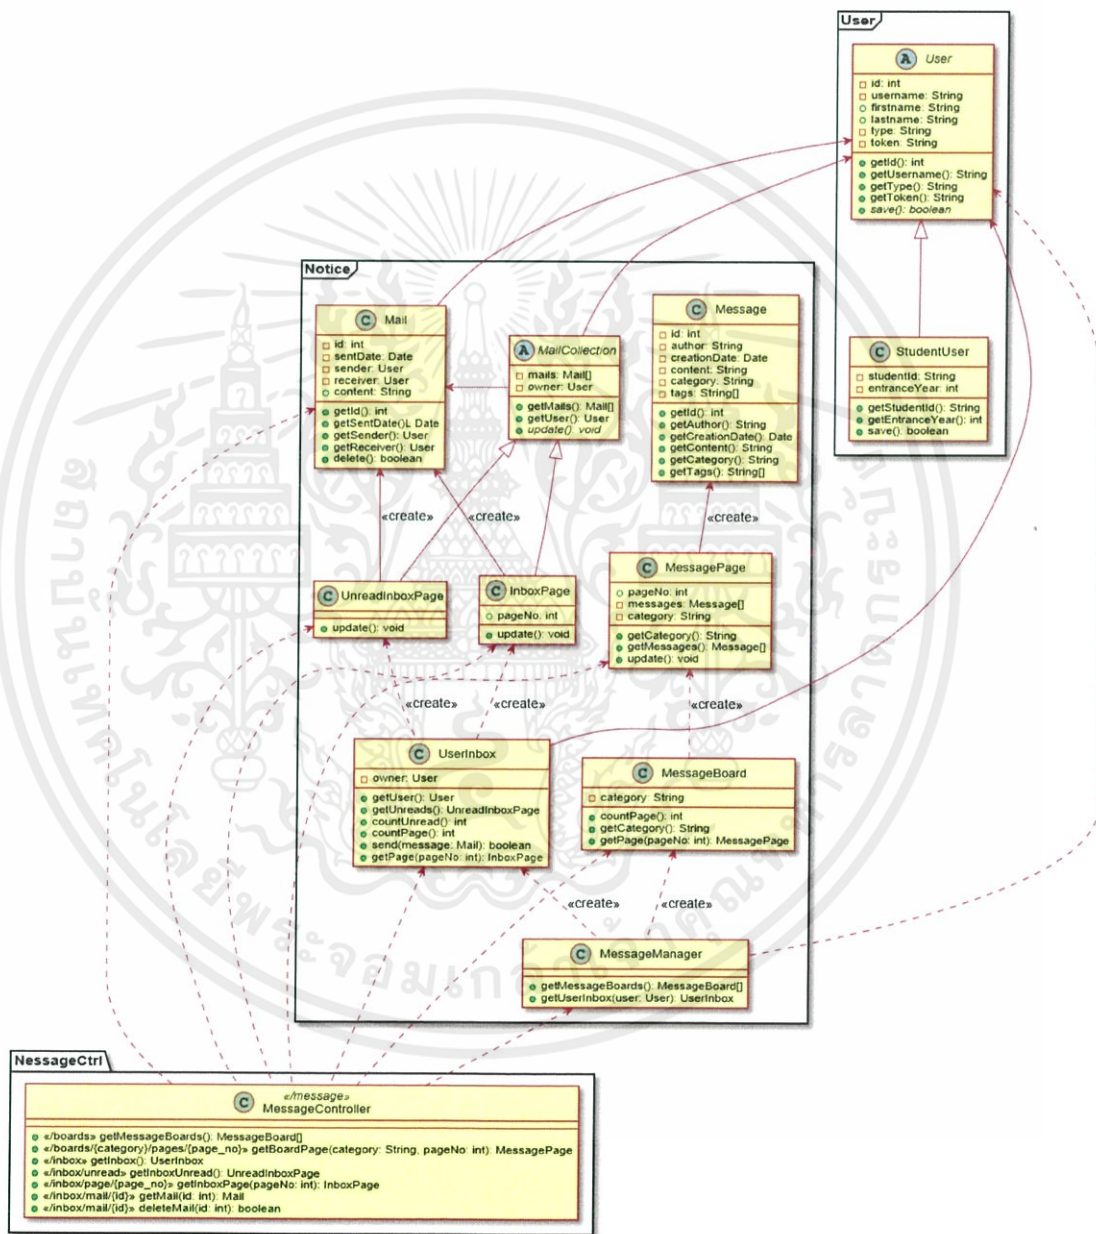 User
A User
id: int
username: String
firstname: String
lastname: String
type: String
token: String
getId(): int
getUsername(): String
getType(): String
getToken(): String
save(): boolean
C StudentUser
studentId: String
entranceYear: int
getStudentId(): String
getEntranceYear(): int
save(): boolean
Notice
C Mail
id: int
sentDate: Date
sender: User
receiver: User
content: String
getId(): int
getSentDate()L Date
getSender(): User
getReceiver(): User
delete(): boolean
A MailCollection
mails: Mail[]
owner: User
getMails(): Mail[]
getUser(): User
update(): void
C Message
id: int
author: String
creationDate: Date
content: String
category: String
tags: String[]
getId(): int
getAuthor(): String
getCreationDate(): Date
getContent(): String
getCategory(): String
getTags(): String[]
«create»
«create»
«create»
C UnreadInboxPage
update(): void
C InboxPage
pageNo: int
update(): void
C MessagePage
pageNo: int
messages: Message[]
category: String
getCategory(): String
getMessages(): Message[]
update(): void
«create»
«create»
«create»
C UserInbox
owner: User
getUser(): User
getUnreads(): UnreadInboxPage
countUnread(): int
countPage(): int
send(message: Mail): boolean
getPage(pageNo: int): InboxPage
C MessageBoard
category: String
countPage(): int
getCategory(): String
getPage(pageNo: int): MessagePage
«create»
«create»
C MessageManager
getMessageBoards(): MessageBoard[]
getUserInbox(user: User): UserInbox
NessageCtrl
«/message»
C MessageController
«/boards» getMessageBoards(): MessageBoard[]
«/boards/{category}/pages/{page_no}» getBoardPage(category: String, pageNo: int): MessagePage
«/inbox» getInbox(): UserInbox
«/inbox/unread» getInboxUnread(): UnreadInboxPage
«/inbox/page/{page_no}» getInboxPage(pageNo: int): InboxPage
«/inbox/mail/{id}» getMail(id: int): Mail
«/inbox/mail/{id}» deleteMail(id: int): boolean